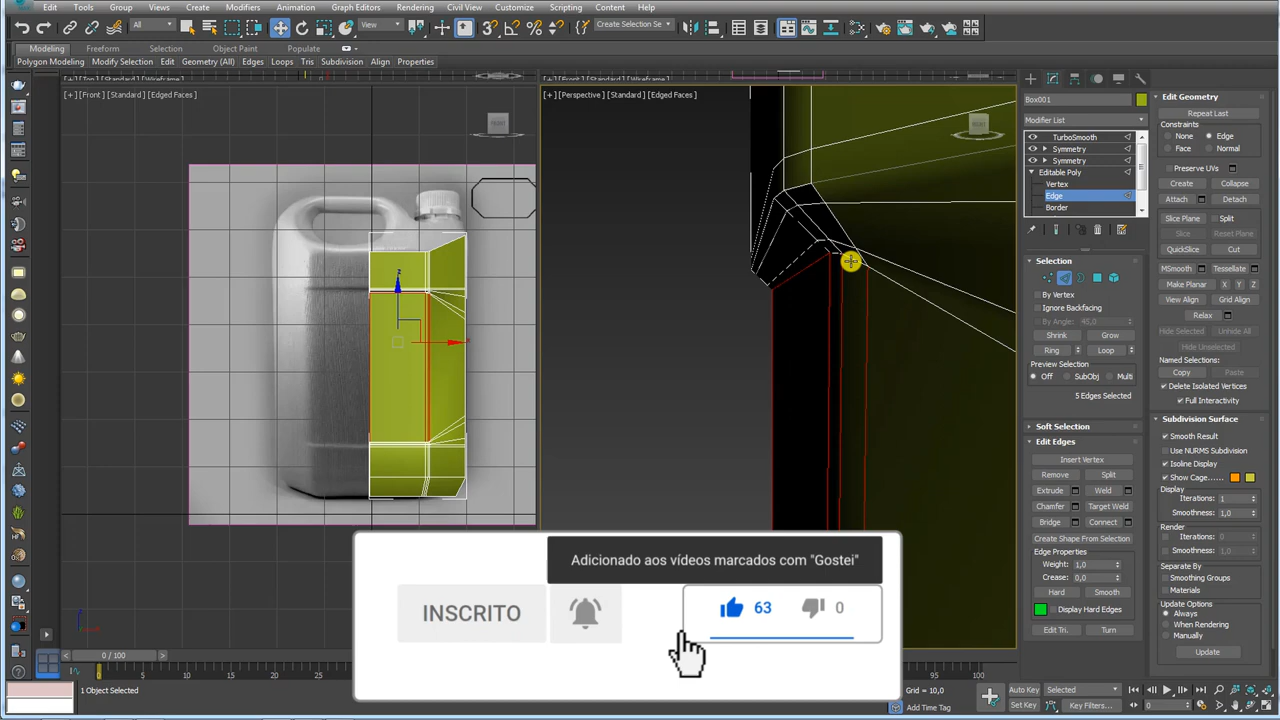 Edit Tools Group Views Create Modifiers Animation Graph Editors Rendering Civil View Customize Scripting Content Help
All View Create Selection Se
Modeling Freeform Selection Object Paint Populate
Polygon Modeling Modify Selection Edit Geometry (All) Edges Loops Tris Subdivision Align Properties
[+] [Front] [Standard] [Edged Faces]
[+] [Perspective] [Standard] [Edged Faces]
FRONT
Box001
Modifier List
TurboSmooth
Symmetry
Symmetry
Editable Poly
Vertex
Edge
Border
Selection
By Vertex
Ignore Backfacing
By Angle: 45,0
Shrink Grow
Ring Loop
Preview Selection
Off SubObj Multi
5 Edges Selected
Soft Selection
Edit Edges
Insert Vertex
Remove Split
Extrude Weld
Chamfer Target Weld
Bridge Connect
Create Shape From Selection
Edge Properties
Weight: 1,0
Crease: 0,0
Hard Smooth
Display Hard Edges
Edit Tri. Turn
Edit Geometry
Repeat Last
Constraints
None Edge
Face Normal
Preserve UVs
Create Collapse
Attach Detach
Slice Plane Split
Slice Reset Plane
QuickSlice Cut
MSmooth Tessellate
Make Planar X Y Z
View Align Grid Align
Relax
Hide Selected Unhide All
Hide Unselected
Named Selections:
Copy Paste
Delete Isolated Vertices
Full Interactivity
Subdivision Surface
Smooth Result
Use NURMS Subdivision
Isoline Display
Show Cage......
Display
Iterations: 1
Smoothness: 1,0
Render
Iterations: 0
Smoothness: 1,0
Separate By
Smoothing Groups
Materials
Update Options
Always
When Rendering
Manually
Update
Adicionado aos vídeos marcados com "Gostei"
INSCRITO 63 0
0 / 100
0 5 95 100
1 Object Selected
Grid = 10,0
Add Time Tag
Auto Key Selected
Set Key Key Filters... 0